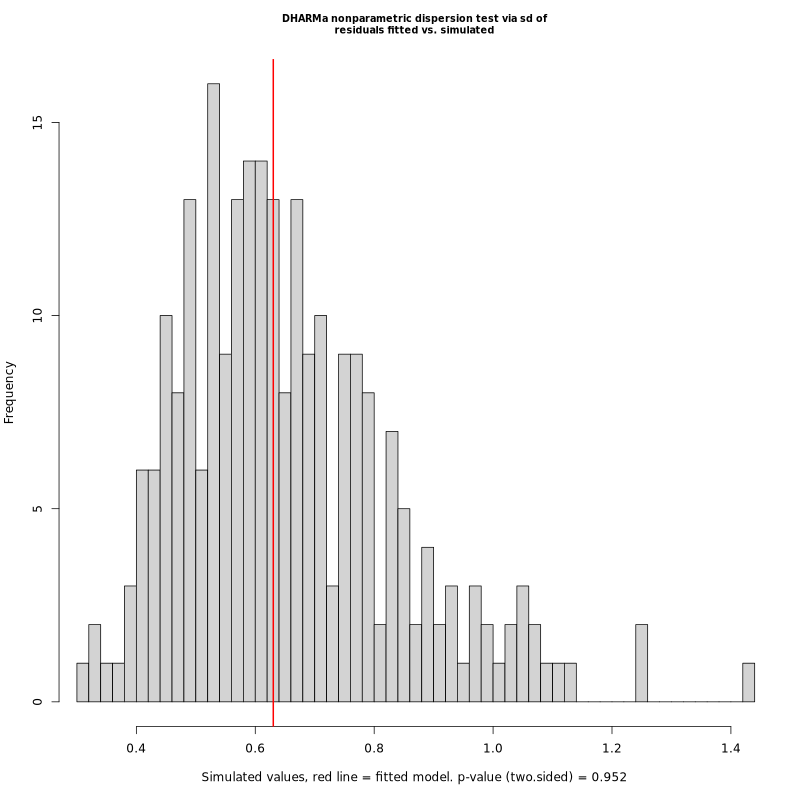 DHARMa nonparametric dispersion test via sd of
residuals fitted vs. simulated
Frequency
15
10
5
0
0.4 0.6 0.8 1.0 1.2 1.4
Simulated values, red line = fitted model. p-value (two.sided) = 0.952